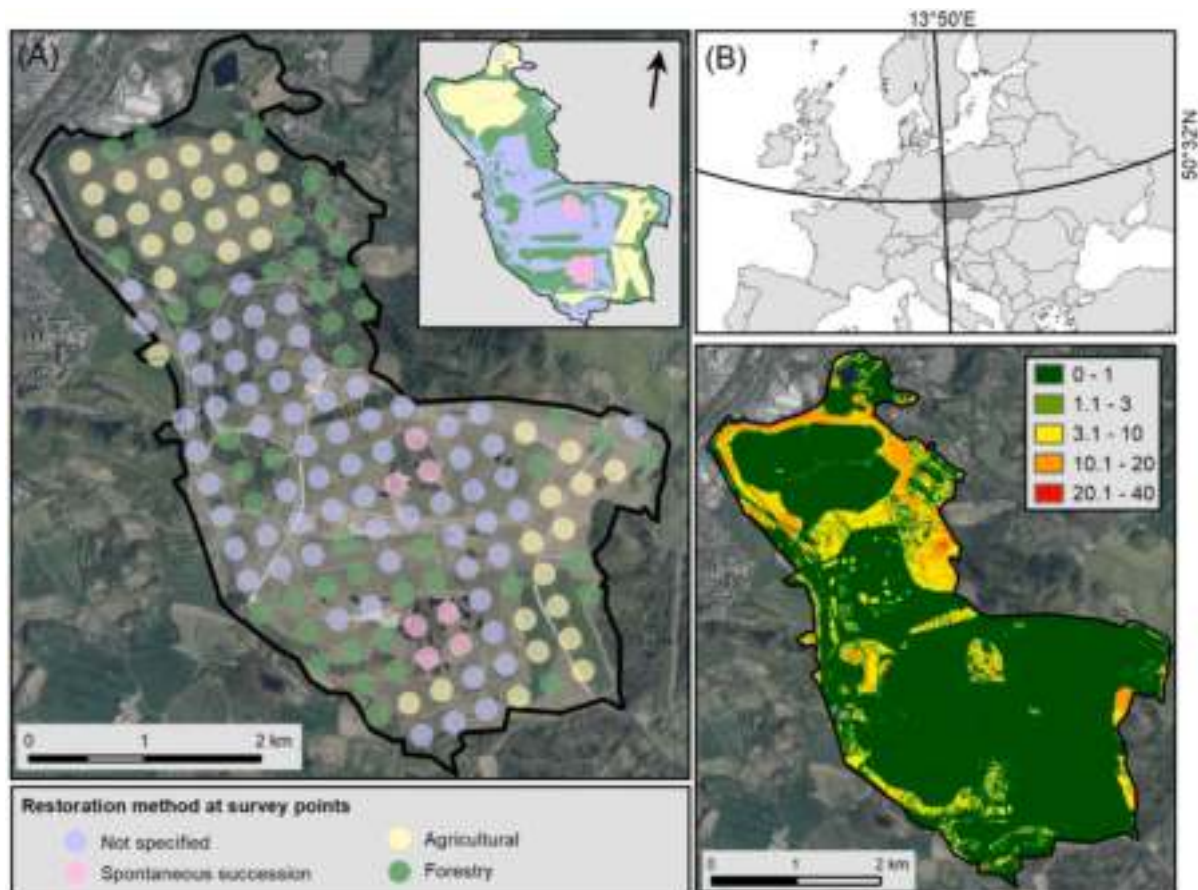 (A)
0 1 2 km
Restoration method at survey points
Not specified
Spontaneous succession
Agricultural
Forestry
13°50'E
(B)
50°32'N
0 - 1
1.1 - 3
3.1 - 10
10.1 - 20
20.1 - 40
0 1 2 km